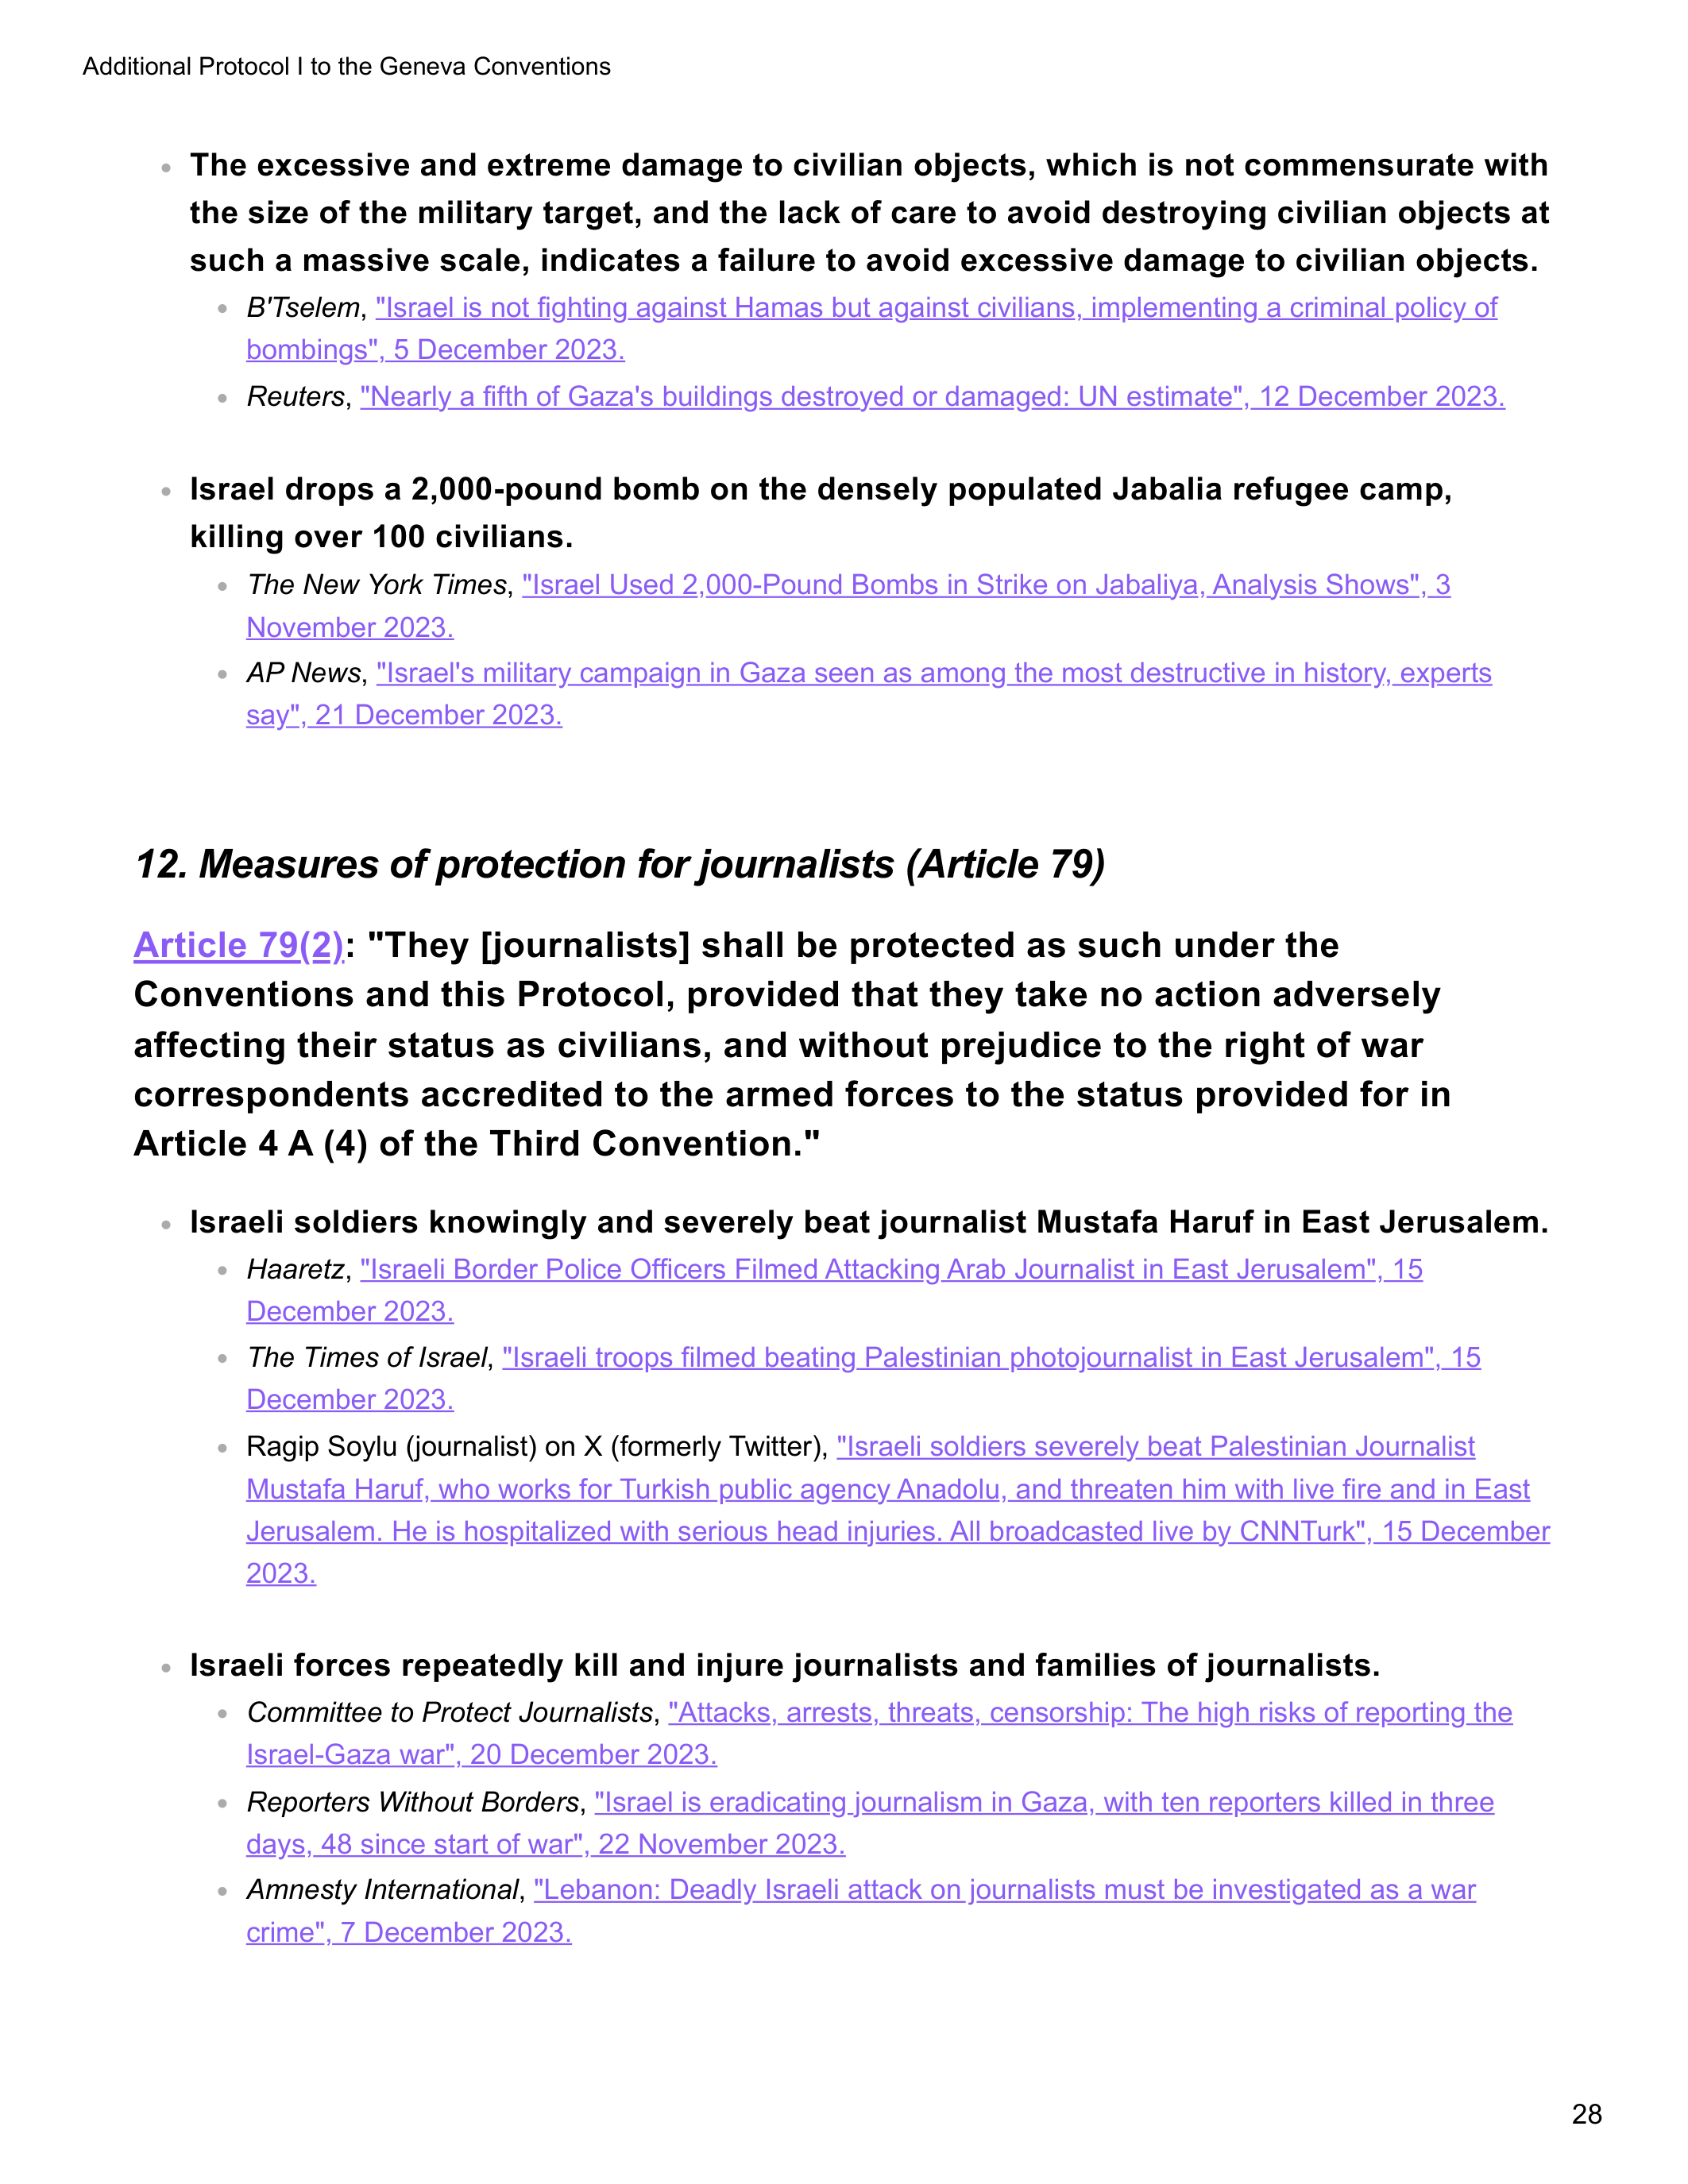 Additional Protocol I to the Geneva Conventions
• The excessive and extreme damage to civilian objects, which is not commensurate with
the size of the military target, and the lack of care to avoid destroying civilian objects at
such a massive scale, indicates a failure to avoid excessive damage to civilian objects.
• B'Tselem, "Israel is not fighting against Hamas but against civilians, implementing a criminal policy of
bombings", 5 December 2023.
• Reuters, "Nearly a fifth of Gaza's buildings destroyed or damaged: UN estimate", 12 December 2023.
• Israel drops a 2,000-pound bomb on the densely populated Jabalia refugee camp,
killing over 100 civilians.
• The New York Times, "Israel Used 2,000-Pound Bombs in Strike on Jabaliya, Analysis Shows", 3
November 2023.
• AP News, "Israel's military campaign in Gaza seen as among the most destructive in history, experts
say", 21 December 2023.
12. Measures of protection for journalists (Article 79)
Article 79(2): "They [journalists] shall be protected as such under the
Conventions and this Protocol, provided that they take no action adversely
affecting their status as civilians, and without prejudice to the right of war
correspondents accredited to the armed forces to the status provided for in
Article 4 A (4) of the Third Convention."
• Israeli soldiers knowingly and severely beat journalist Mustafa Haruf in East Jerusalem.
• Haaretz, "Israeli Border Police Officers Filmed Attacking Arab Journalist in East Jerusalem", 15
December 2023.
• The Times of Israel, "Israeli troops filmed beating Palestinian photojournalist in East Jerusalem", 15
December 2023.
• Ragip Soylu (journalist) on X (formerly Twitter), "Israeli soldiers severely beat Palestinian Journalist
Mustafa Haruf, who works for Turkish public agency Anadolu, and threaten him with live fire and in East
Jerusalem. He is hospitalized with serious head injuries. All broadcasted live by CNNTurk", 15 December
2023.
• Israeli forces repeatedly kill and injure journalists and families of journalists.
• Committee to Protect Journalists, "Attacks, arrests, threats, censorship: The high risks of reporting the
Israel-Gaza war", 20 December 2023.
• Reporters Without Borders, "Israel is eradicating journalism in Gaza, with ten reporters killed in three
days, 48 since start of war", 22 November 2023.
• Amnesty International, "Lebanon: Deadly Israeli attack on journalists must be investigated as a war
crime", 7 December 2023.
28